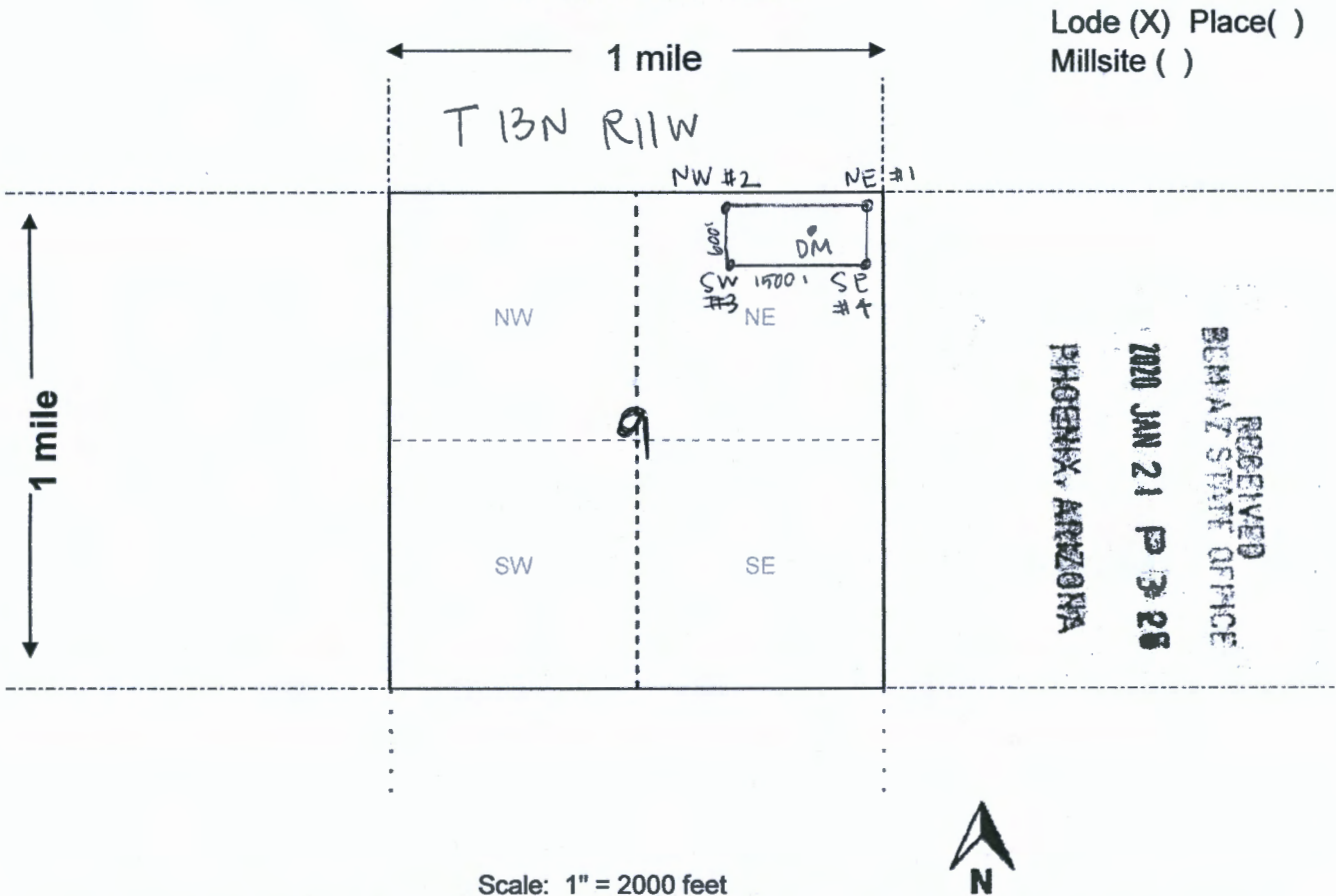 Lode (X) Place( )
Millsite ( )
1 mile
T 13N R11W
NW #2 NE #1
600'
DM
SW 1500' SE
#3 #4
NW NE
1 mile
9
SW SE
RECEIVED
BLM AZ STATE OFFICE
2020 JAN 21 P 3 26
PHOENIX, ARIZONA
Scale: 1" = 2000 feet
N